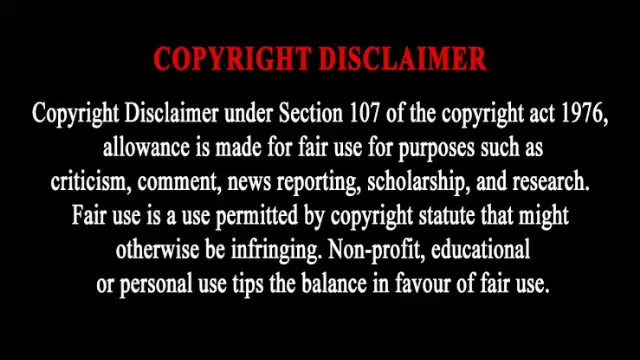 COPYRIGHT DISCLAIMER
Copyright Disclaimer under Section 107 of the copyright act 1976,
allowance is made for fair use for purposes such as
criticism, comment, news reporting, scholarship, and research.
Fair use is a use permitted by copyright statute that might
otherwise be infringing. Non-profit, educational
or personal use tips the balance in favour of fair use.